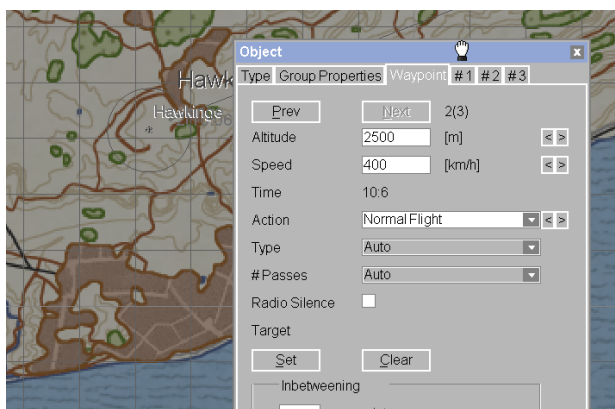 Object
Hawk
Type Group Properties Waypoint #1 #2 #3
Hawkinge
Prev Next 2(3)
Altitude 2500 [m] < >
Speed 400 [km/h] < >
Time 10:6
Action Normal Flight < >
Type Auto
# Passes Auto
Radio Silence
Target
Set Clear
Inbetweening